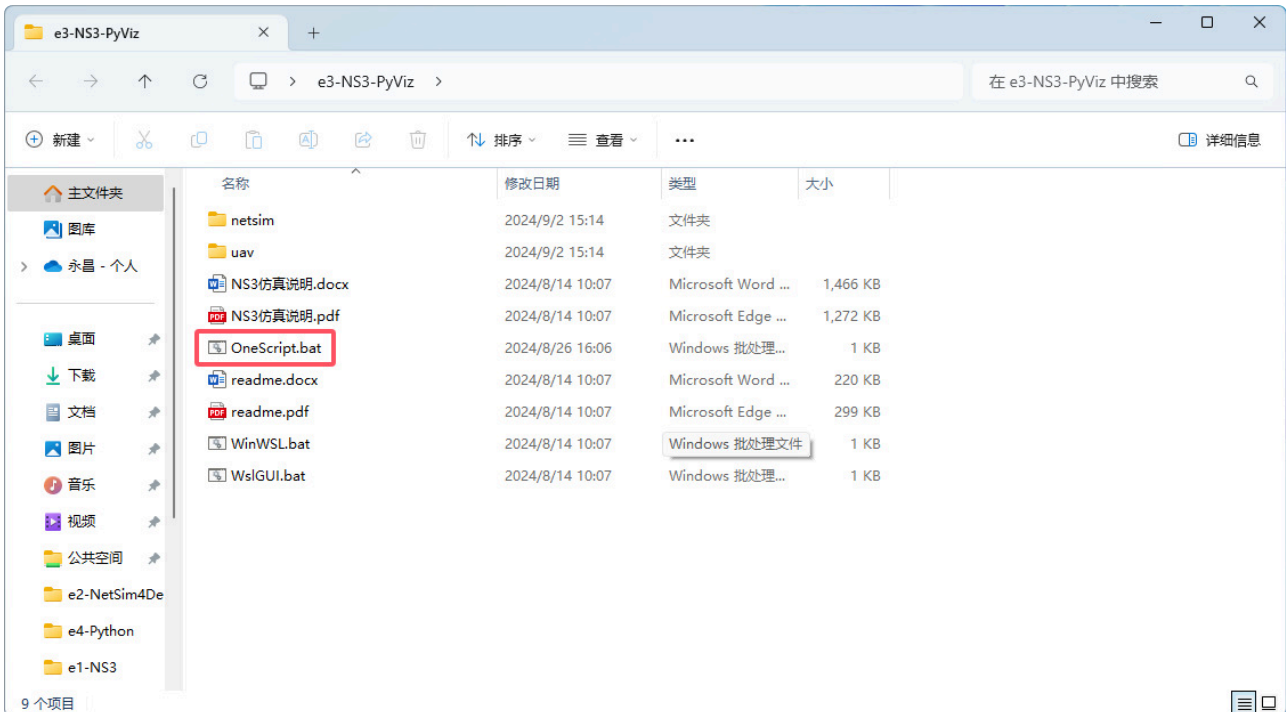 e3-NS3-PyViz
e3-NS3-PyViz
在 e3-NS3-PyViz 中搜索
新建
排序
查看
详细信息
名称 修改日期 类型 大小
主文件夹
图库
永昌 - 个人
桌面
下载
文档
图片
音乐
视频
公共空间
e2-NetSim4De
e4-Python
e1-NS3
netsim 2024/9/2 15:14 文件夹
uav 2024/9/2 15:14 文件夹
NS3仿真说明.docx 2024/8/14 10:07 Microsoft Word ... 1,466 KB
NS3仿真说明.pdf 2024/8/14 10:07 Microsoft Edge ... 1,272 KB
OneScript.bat 2024/8/26 16:06 Windows 批处理... 1 KB
readme.docx 2024/8/14 10:07 Microsoft Word ... 220 KB
readme.pdf 2024/8/14 10:07 Microsoft Edge ... 299 KB
WinWSL.bat 2024/8/14 10:07 Windows 批处理文件 1 KB
WslGUI.bat 2024/8/14 10:07 Windows 批处理... 1 KB
9 个项目